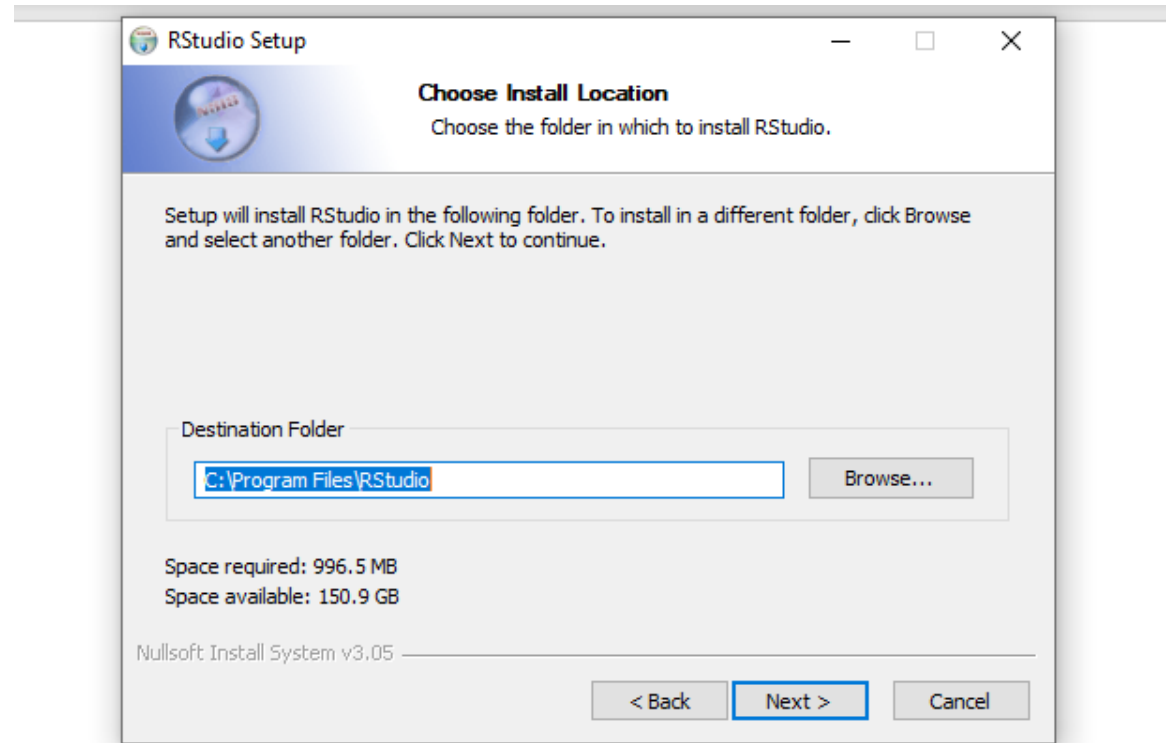 RStudio Setup
Choose Install Location
Choose the folder in which to install RStudio.
Setup will install RStudio in the following folder. To install in a different folder, click Browse
and select another folder. Click Next to continue.
Destination Folder
C:\Program Files\RStudio
Browse...
Space required: 996.5 MB
Space available: 150.9 GB
Nullsoft Install System v3.05
< Back
Next >
Cancel